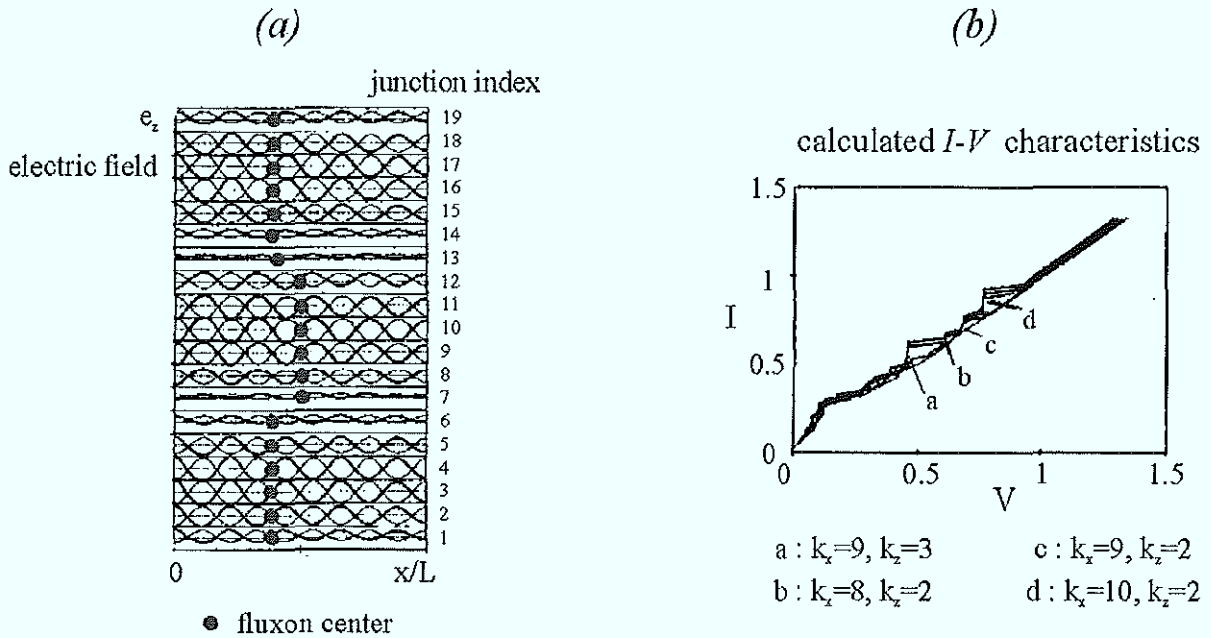 (a)
junction index
e_z
electric field
19
18
17
16
15
14
13
12
11
10
9
8
7
6
5
4
3
2
1
0
x/L
fluxon center
(b)
calculated I-V characteristics
1.5
1
I
0.5
0
a
b
c
d
0
0.5
1
1.5
V
a : k_x=9, k_z=3
c : k_x=9, k_z=2
b : k_x=8, k_z=2
d : k_x=10, k_z=2